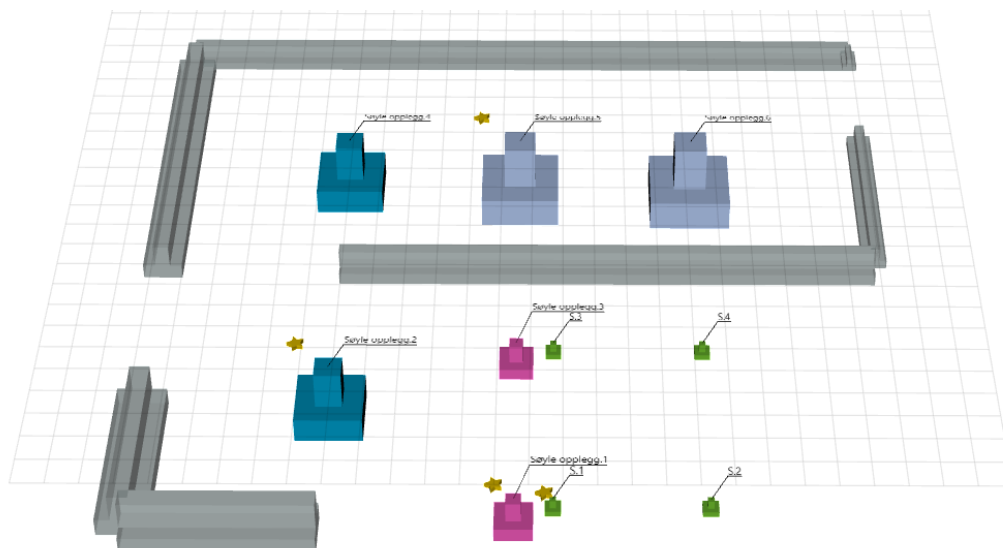 Søyle opplegg.4
Søyle opplegg.5
Søyle opplegg.6
Søyle opplegg.3
S.3
S.4
Søyle opplegg.2
Søyle opplegg.1
S.1
S.2